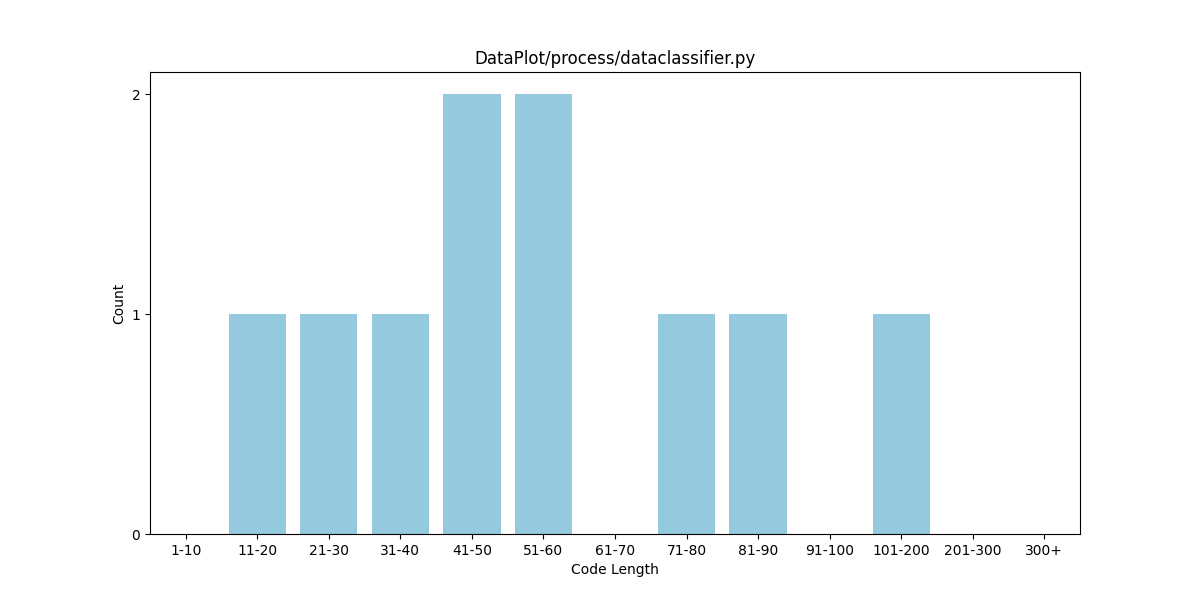 DataPlot/process/dataclassifier.py
Count
2
1
0
1-10 11-20 21-30 31-40 41-50 51-60 61-70 71-80 81-90 91-100 101-200 201-300 300+
Code Length